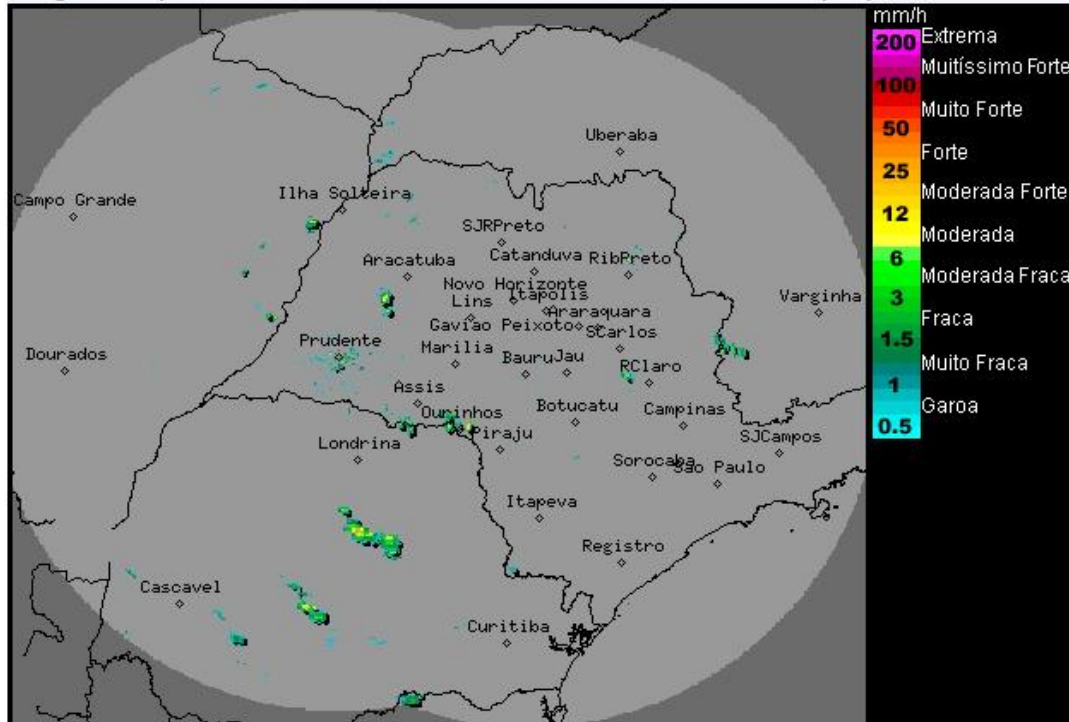 mm/h
200 Extrema
Muitíssimo Forte
100
Muito Forte
50
Forte
25
Moderada Forte
12
Moderada
6
Moderada Fraca
3
Fraca
1.5
Muito Fraca
1
Garoa
0.5
Uberaba
Campo Grande
Ilha Solteira
SJRPreto
Catanduva
RibPreto
Aracatuba
Novo Horizonte
Itapolis
Lins
Araraquara
Varginha
Gaviao Peixoto
SCarlos
Prudente
Dourados
Marilia
Bauru
Jau
RClaro
Assis
Botucatu
Campinas
Ourinhos
Piraju
SJCampos
Londrina
Sorocaba
Sao Paulo
Itapeva
Registro
Cascavel
Curitiba